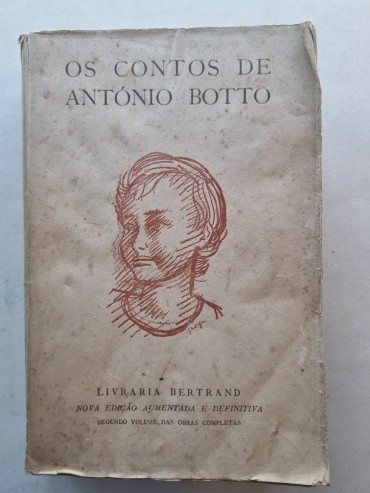 OS CONTOS DE
ANTÓNIO BOTTO
LIVRARIA BERTRAND
NOVA EDIÇÃO AUMENTADA E DEFINITIVA
SEGUNDO VOLUME DAS OBRAS COMPLETAS